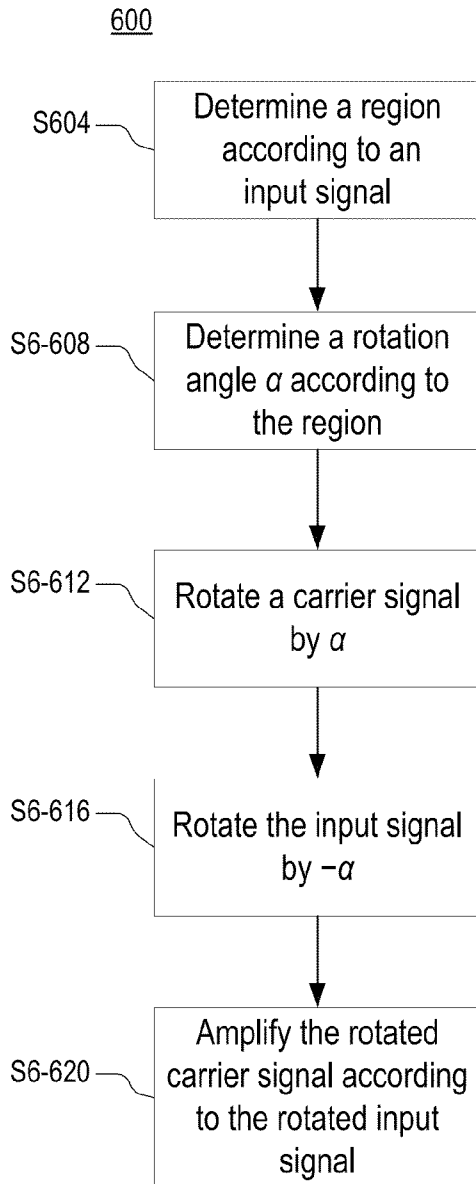 600
S604
Determine a region
according to an
input signal
S6-608
Determine a rotation
angle α according to
the region
S6-612
Rotate a carrier signal
by α
S6-616
Rotate the input signal
by −α
S6-620
Amplify the rotated
carrier signal according
to the rotated input
signal